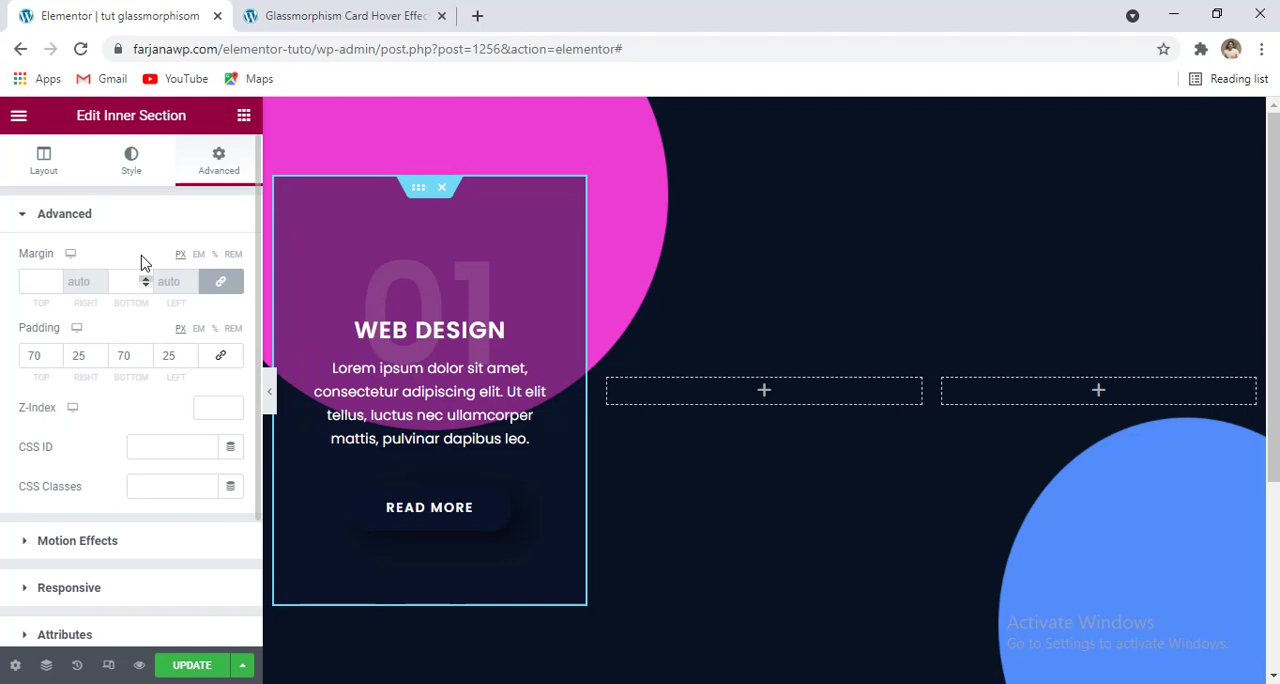 Elementor | tut glassmorphisom
Glassmorphism Card Hover Effec
farjanawp.com/elementor-tuto/wp-admin/post.php?post=1256&action=elementor#
Apps Gmail YouTube Maps Reading list
Edit Inner Section
Layout Style Advanced
Advanced
Margin PX EM % REM
auto auto
TOP RIGHT BOTTOM LEFT
Padding PX EM % REM
70 25 70 25
TOP RIGHT BOTTOM LEFT
Z-Index
CSS ID
CSS Classes
Motion Effects
Responsive
Attributes
UPDATE
01
WEB DESIGN
Lorem ipsum dolor sit amet,
consectetur adipiscing elit. Ut elit
tellus, luctus nec ullamcorper
mattis, pulvinar dapibus leo.
READ MORE
Activate Windows
Go to Settings to activate Windows.